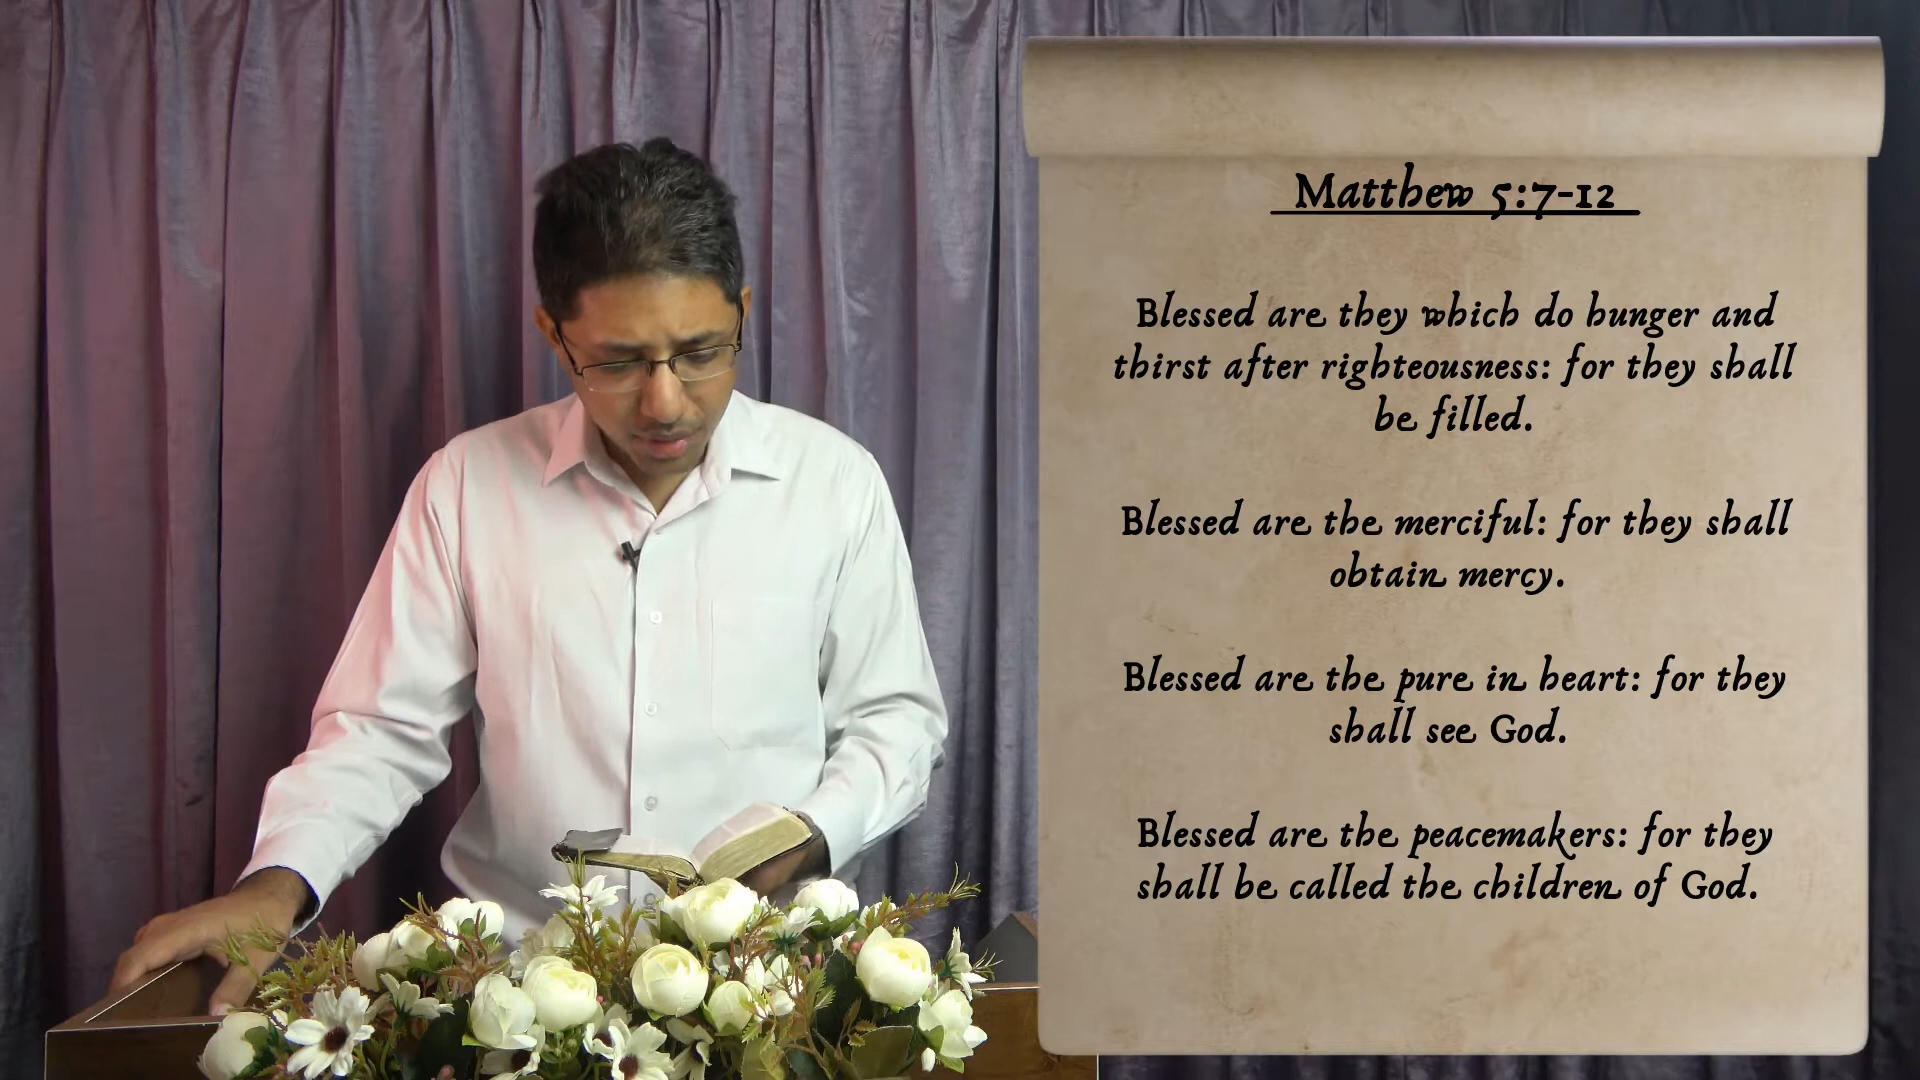 Matthew 5:7-12
Blessed are they which do hunger and
thirst after righteousness: for they shall
be filled.
Blessed are the merciful: for they shall
obtain mercy.
Blessed are the pure in heart: for they
shall see God.
Blessed are the peacemakers: for they
shall be called the children of God.